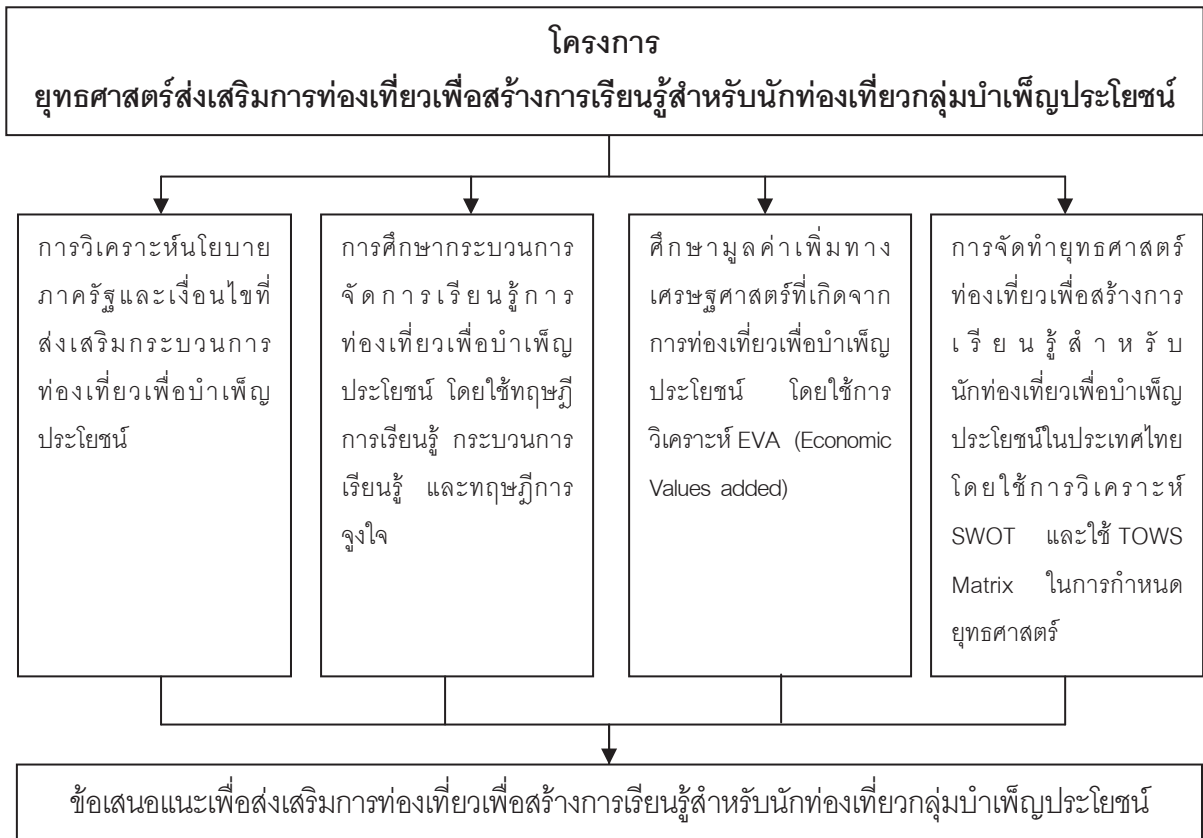 โครงการ
ยุทธศาสตร์ส่งเสริมการท่องเที่ยวเพื่อสร้างการเรียนรู้สำหรับนักท่องเที่ยวกลุ่มบำเพ็ญประโยชน์
การวิเคราะห์นโยบาย
ภาครัฐและเงื่อนไขที่
ส่งเสริมกระบวนการ
ท่องเที่ยวเพื่อบำเพ็ญ
ประโยชน์
การศึกษากระบวนการ
จัดการเรียนรู้การ
ท่องเที่ยวเพื่อบำเพ็ญ
ประโยชน์ โดยใช้ทฤษฎี
การเรียนรู้ กระบวนการ
เรียนรู้ และทฤษฎีการ
จูงใจ
ศึกษามูลค่าเพิ่มทาง
เศรษฐศาสตร์ที่เกิดจาก
การท่องเที่ยวเพื่อบำเพ็ญ
ประโยชน์ โดยใช้การ
วิเคราะห์ EVA (Economic
Values added)
การจัดทำยุทธศาสตร์
ท่องเที่ยวเพื่อสร้างการ
เรียนรู้สำหรับ
นักท่องเที่ยวเพื่อบำเพ็ญ
ประโยชน์ในประเทศไทย
โดยใช้การวิเคราะห์
SWOT และใช้ TOWS
Matrix ในการกำหนด
ยุทธศาสตร์
ข้อเสนอแนะเพื่อส่งเสริมการท่องเที่ยวเพื่อสร้างการเรียนรู้สำหรับนักท่องเที่ยวกลุ่มบำเพ็ญประโยชน์